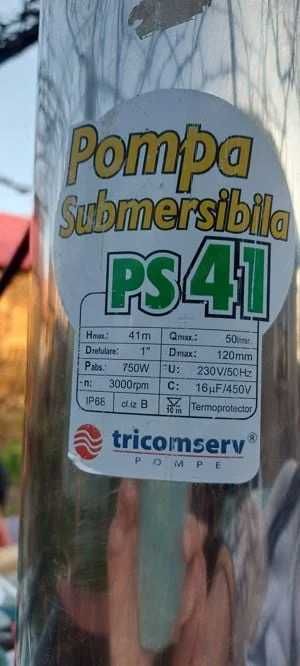 Pompa
Submersibila
PS 41
Hmax.: 41m Qmax.: 50l/min.
Drefulare: 1" Dmax: 120mm
Pabs.: 750W U: 230V/50Hz
n: 3000rpm C: 16µF/450V
IP68 cl.iz B 10 m Termoprotector
tricomserv®
POMPE